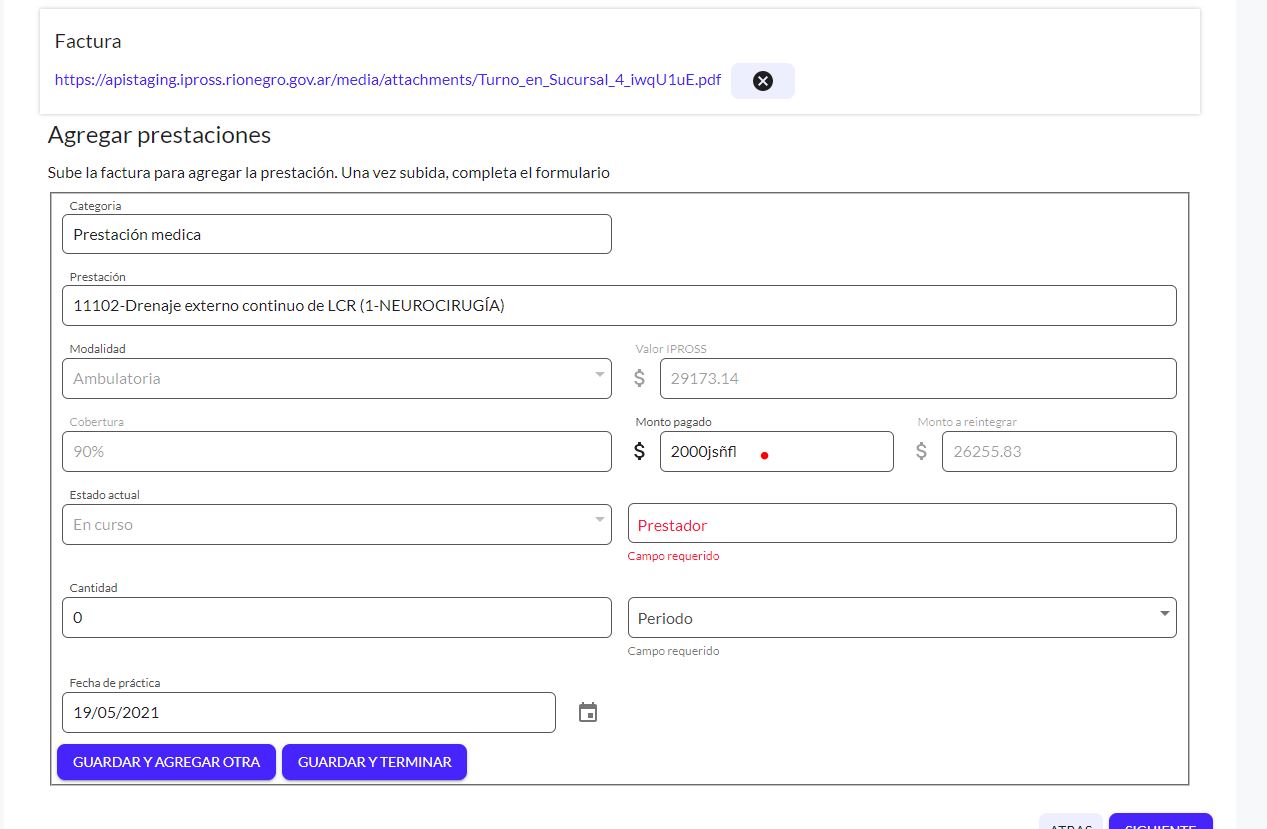 Factura
https://apistaging.ipross.rionegro.gov.ar/media/attachments/Turno_en_Sucursal_4_iwqU1uE.pdf
Agregar prestaciones
Sube la factura para agregar la prestación. Una vez subida, completa el formulario
Categoria
Prestación medica
Prestación
11102-Drenaje externo continuo de LCR (1-NEUROCIRUGÍA)
Modalidad
Ambulatoria
Valor IPROSS
$ 29173.14
Cobertura
90%
Monto pagado
$ 2000jsñfl
Monto a reintegrar
$ 26255.83
Estado actual
En curso
Prestador
Campo requerido
Cantidad
0
Periodo
Campo requerido
Fecha de práctica
19/05/2021
GUARDAR Y AGREGAR OTRA
GUARDAR Y TERMINAR
ATRAS
SIGUIENTE